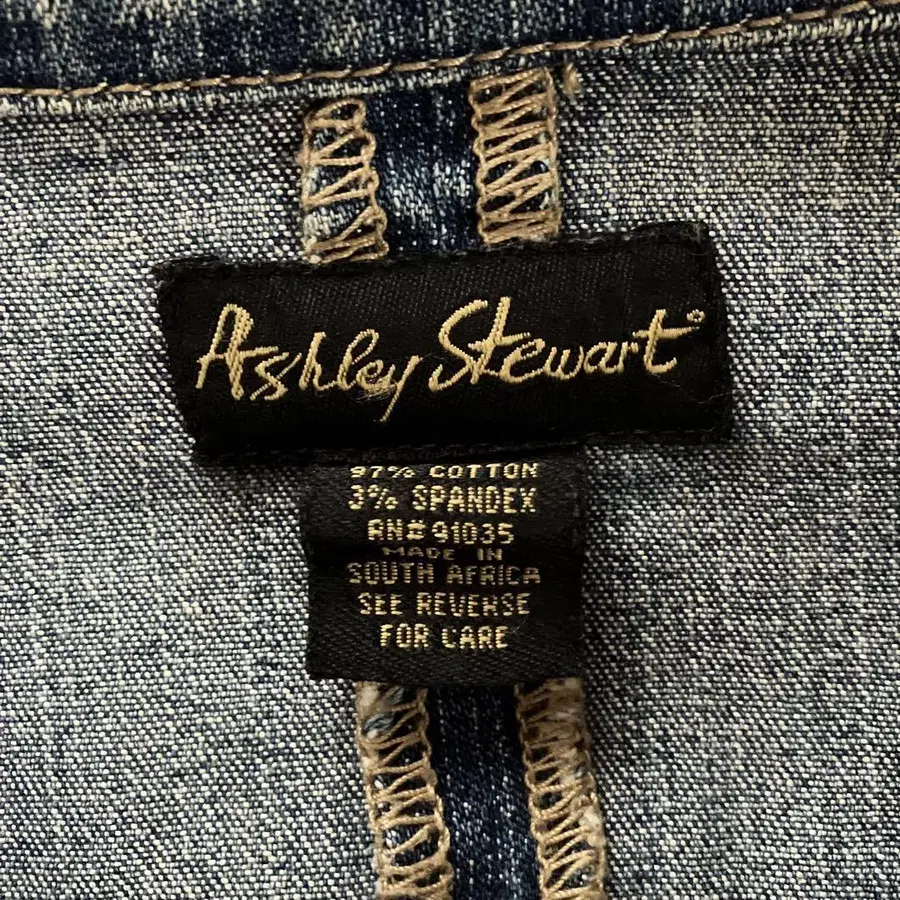 Ashley Stewart
97% COTTON
3% SPANDEX
RN# 91035
MADE IN
SOUTH AFRICA
SEE REVERSE
FOR CARE